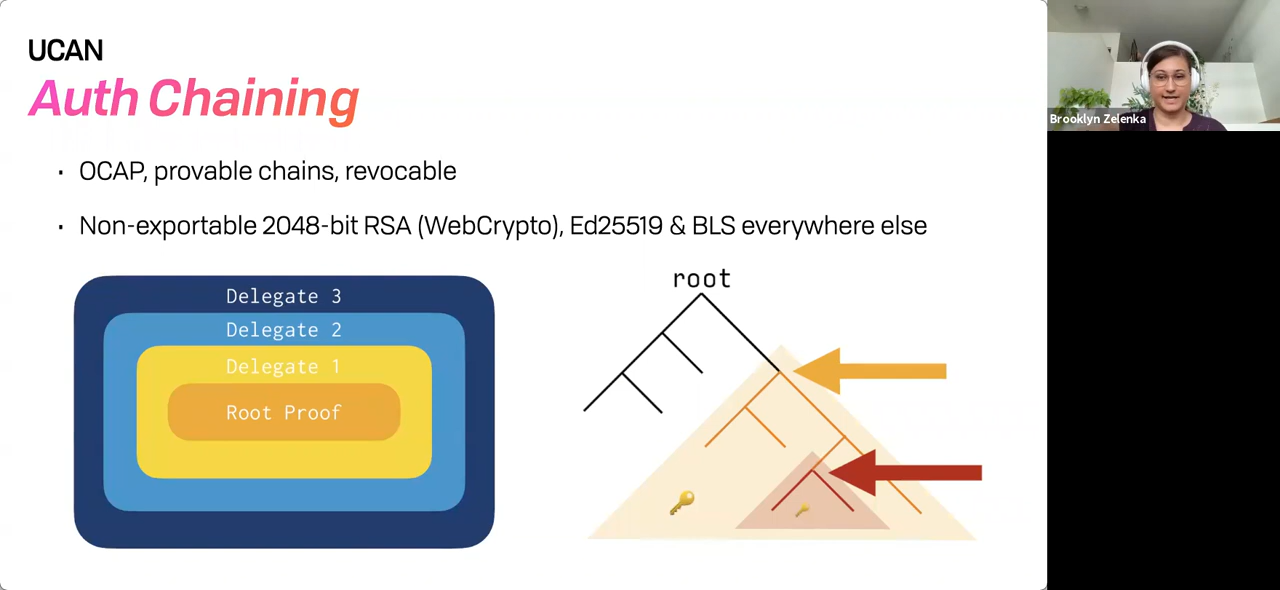 UCAN
Auth Chaining
· OCAP, provable chains, revocable
· Non-exportable 2048-bit RSA (WebCrypto), Ed25519 & BLS everywhere else
Delegate 3
Delegate 2
Delegate 1
Root Proof
root
Brooklyn Zelenka